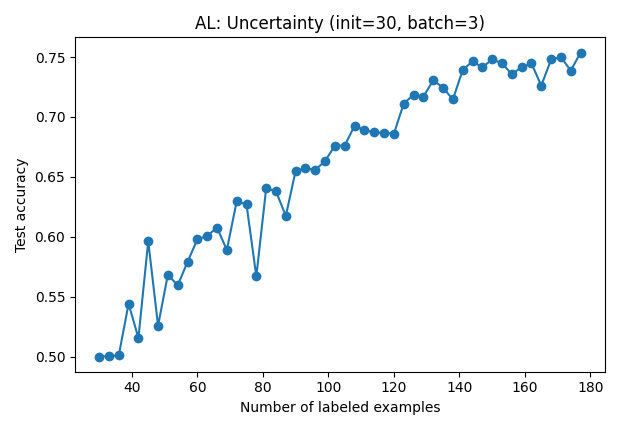 AL: Uncertainty (init=30, batch=3)
Test accuracy
0.75
0.70
0.65
0.60
0.55
0.50
40 60 80 100 120 140 160 180
Number of labeled examples